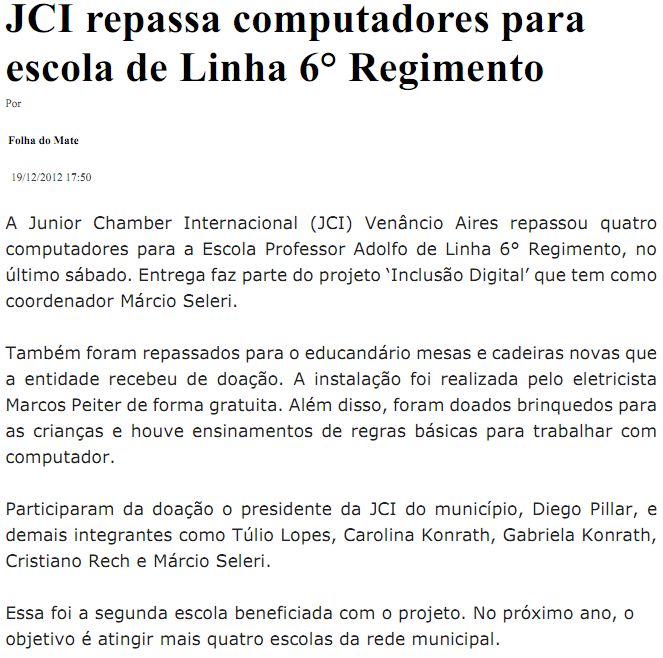 JCI repassa computadores para
escola de Linha 6° Regimento
Por
Folha do Mate
19/12/2012 17:50
A Junior Chamber Internacional (JCI) Venâncio Aires repassou quatro
computadores para a Escola Professor Adolfo de Linha 6° Regimento, no
último sábado. Entrega faz parte do projeto ‘Inclusão Digital’ que tem como
coordenador Márcio Seleri.
Também foram repassados para o educandário mesas e cadeiras novas que
a entidade recebeu de doação. A instalação foi realizada pelo eletricista
Marcos Peiter de forma gratuita. Além disso, foram doados brinquedos para
as crianças e houve ensinamentos de regras básicas para trabalhar com
computador.
Participaram da doação o presidente da JCI do município, Diego Pillar, e
demais integrantes como Túlio Lopes, Carolina Konrath, Gabriela Konrath,
Cristiano Rech e Márcio Seleri.
Essa foi a segunda escola beneficiada com o projeto. No próximo ano, o
objetivo é atingir mais quatro escolas da rede municipal.